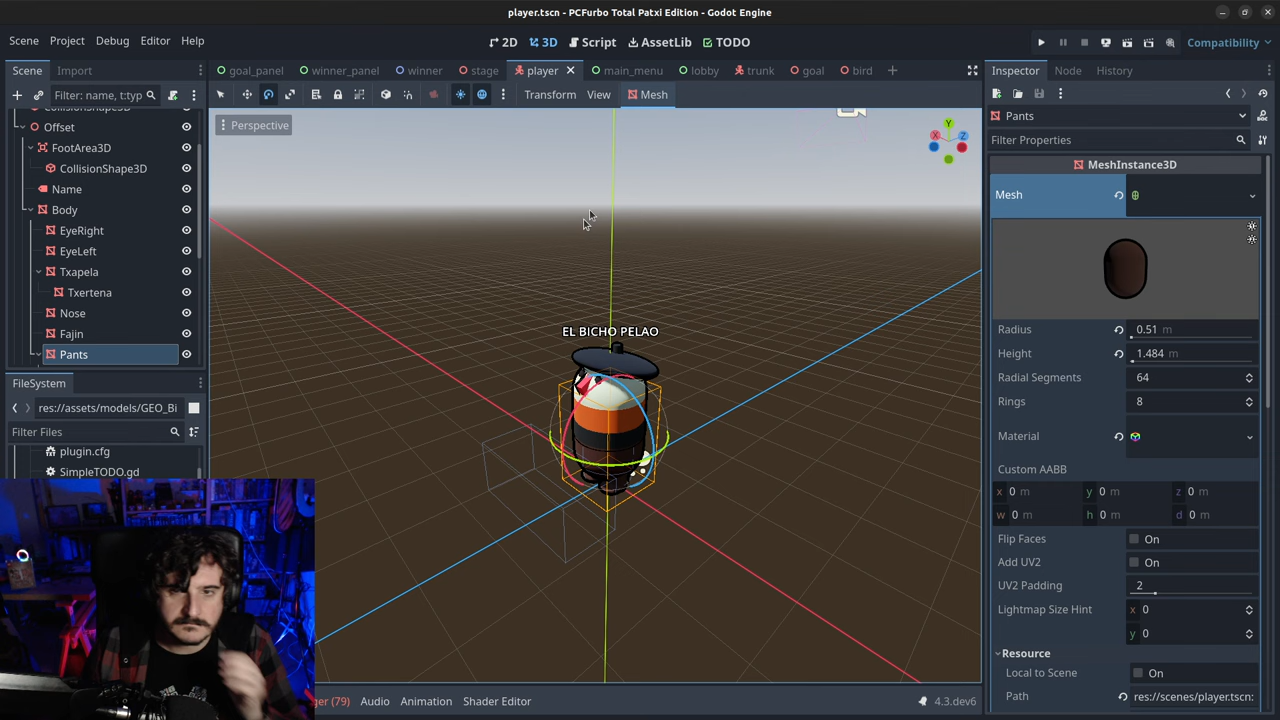 player.tscn - PCFurbo Total Patxi Edition - Godot Engine
Scene Project Debug Editor Help
2D 3D Script AssetLib TODO
Compatibility
Scene Import
goal_panel winner_panel winner stage player main_menu lobby trunk goal bird
Inspector Node History
Filter: name, t:typ
Transform View Mesh
Offset
FootArea3D
CollisionShape3D
Name
Body
EyeRight
EyeLeft
Txapela
Txertena
Nose
Fajin
Pants
FileSystem
res://assets/models/GEO_Bi
Filter Files
plugin.cfg
SimpleTODO.gd
Perspective
Y
X
Z
EL BICHO PELAO
Pants
Filter Properties
MeshInstance3D
Mesh
Radius 0.51 m
Height 1.484 m
Radial Segments 64
Rings 8
Material
Custom AABB
x 0 m y 0 m z 0 m
w 0 m h 0 m d 0 m
Flip Faces On
Add UV2 On
UV2 Padding 2
Lightmap Size Hint x 0
y 0
Resource
Local to Scene On
Path res://scenes/player.tscn:
(79) Audio Animation Shader Editor
4.3.dev6